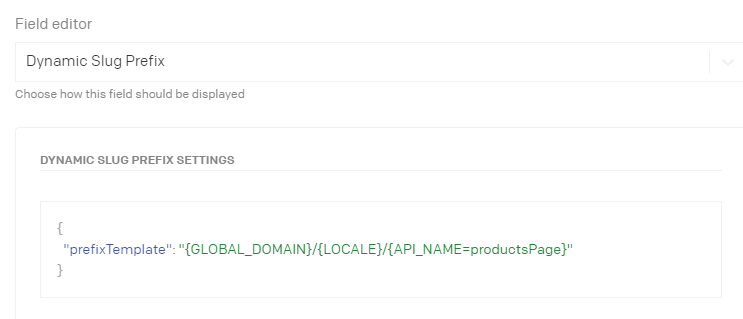 Field editor
Dynamic Slug Prefix
Choose how this field should be displayed
DYNAMIC SLUG PREFIX SETTINGS
{
"prefixTemplate": "{GLOBAL_DOMAIN}/{LOCALE}/{API_NAME=productsPage}"
}